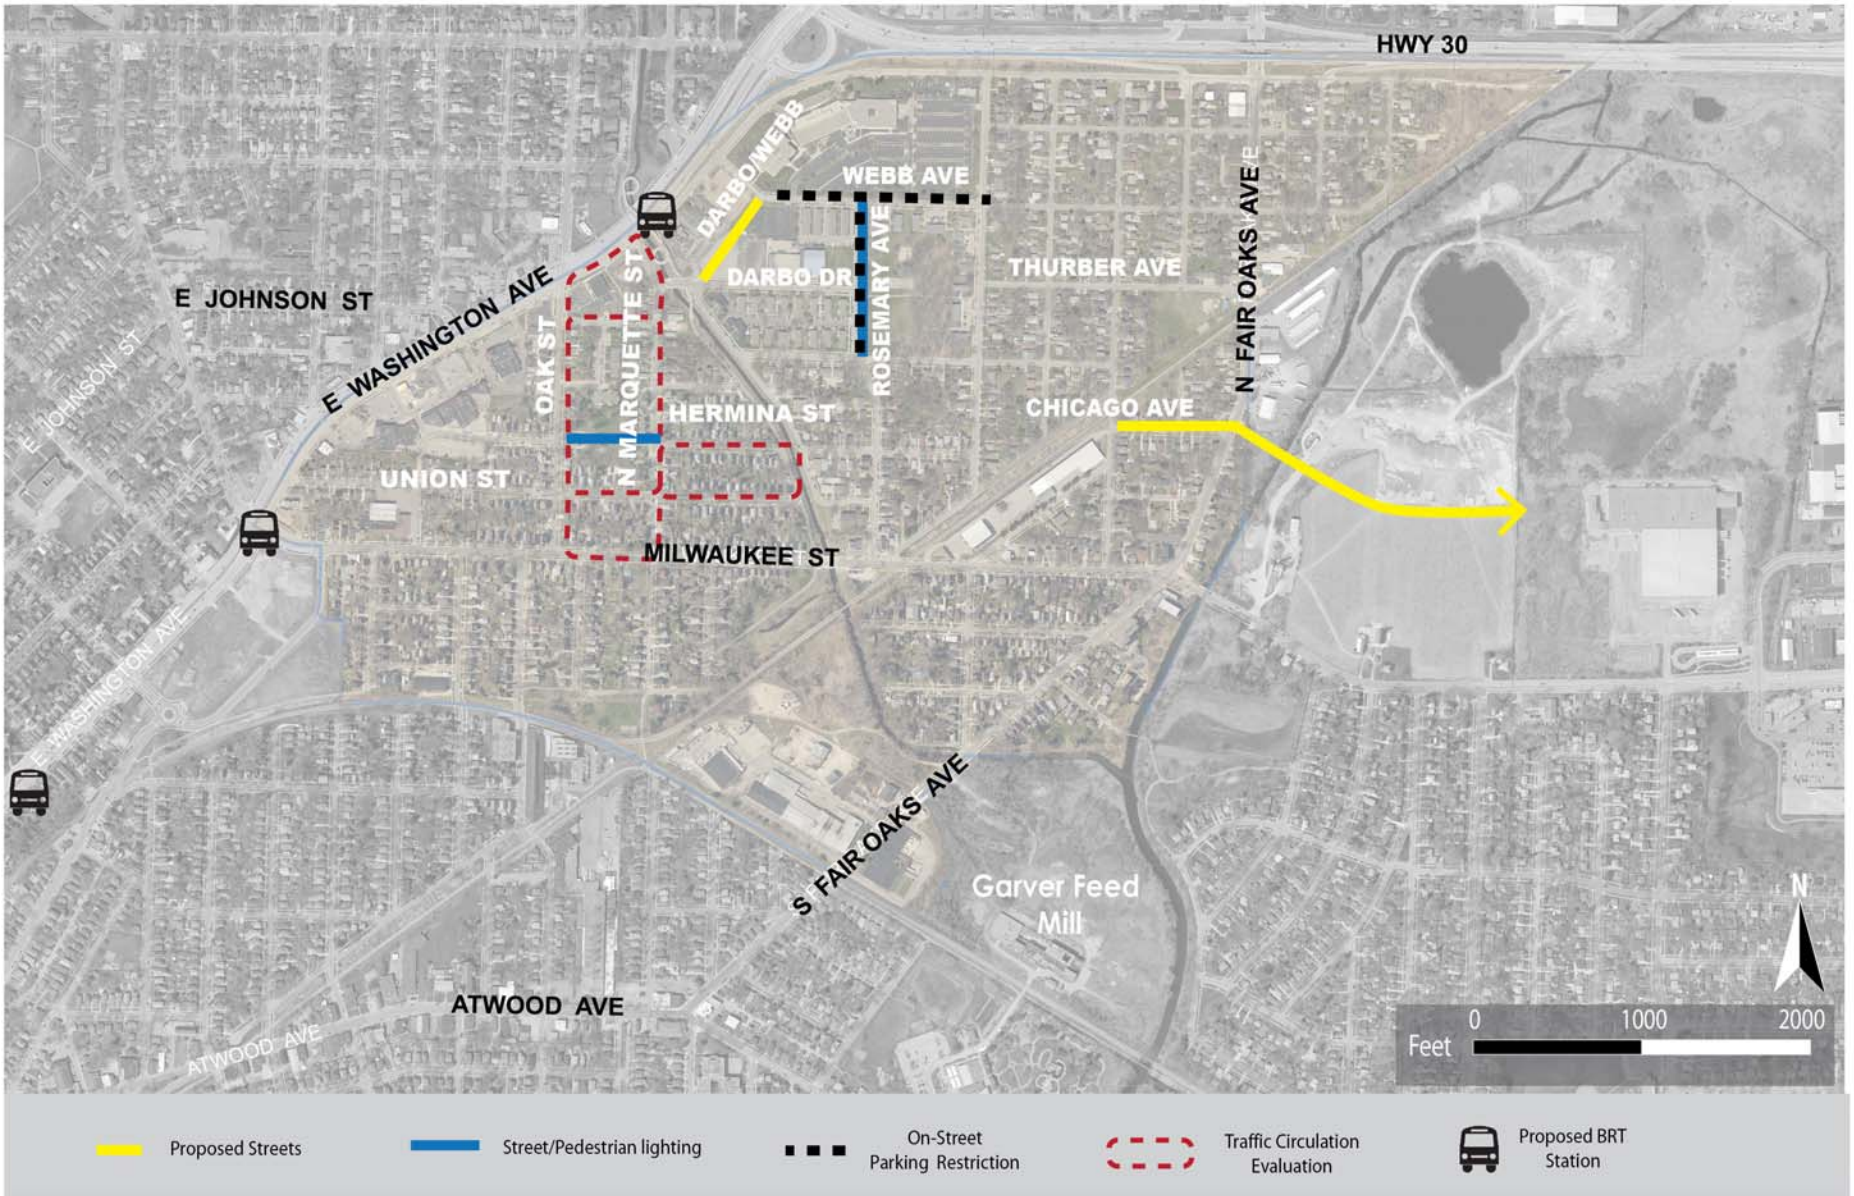 HWY 30
DARBO/WEBB
WEBB AVE
N FAIR OAKS AVE
ROSEMARY AVE
THURBER AVE
DARBO DR
E JOHNSON ST
E WASHINGTON AVE
N MARQUETTE ST
OAK ST
E JOHNSON ST
CHICAGO AVE
HERMINA ST
UNION ST
MILWAUKEE ST
E WASHINGTON AVE
S FAIR OAKS AVE
Garver Feed
Mill
N
ATWOOD AVE
ATWOOD AVE
0 1000 2000
Feet
Proposed Streets
Street/Pedestrian lighting
On-Street
Parking Restriction
Traffic Circulation
Evaluation
Proposed BRT
Station